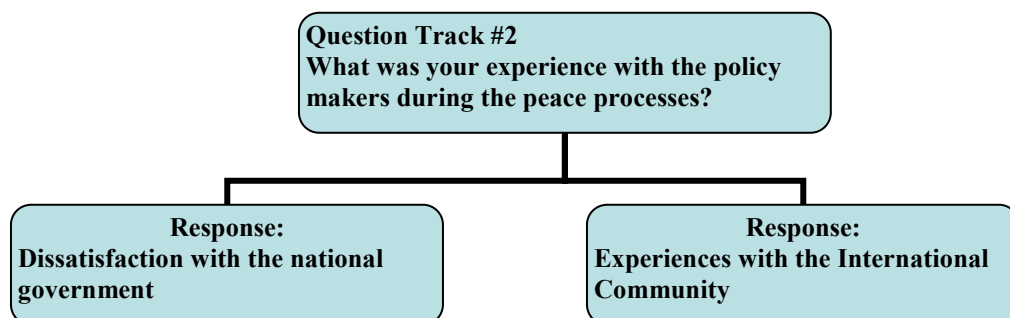 Question Track #2
What was your experience with the policy
makers during the peace processes?
Response:
Dissatisfaction with the national
government
Response:
Experiences with the International
Community